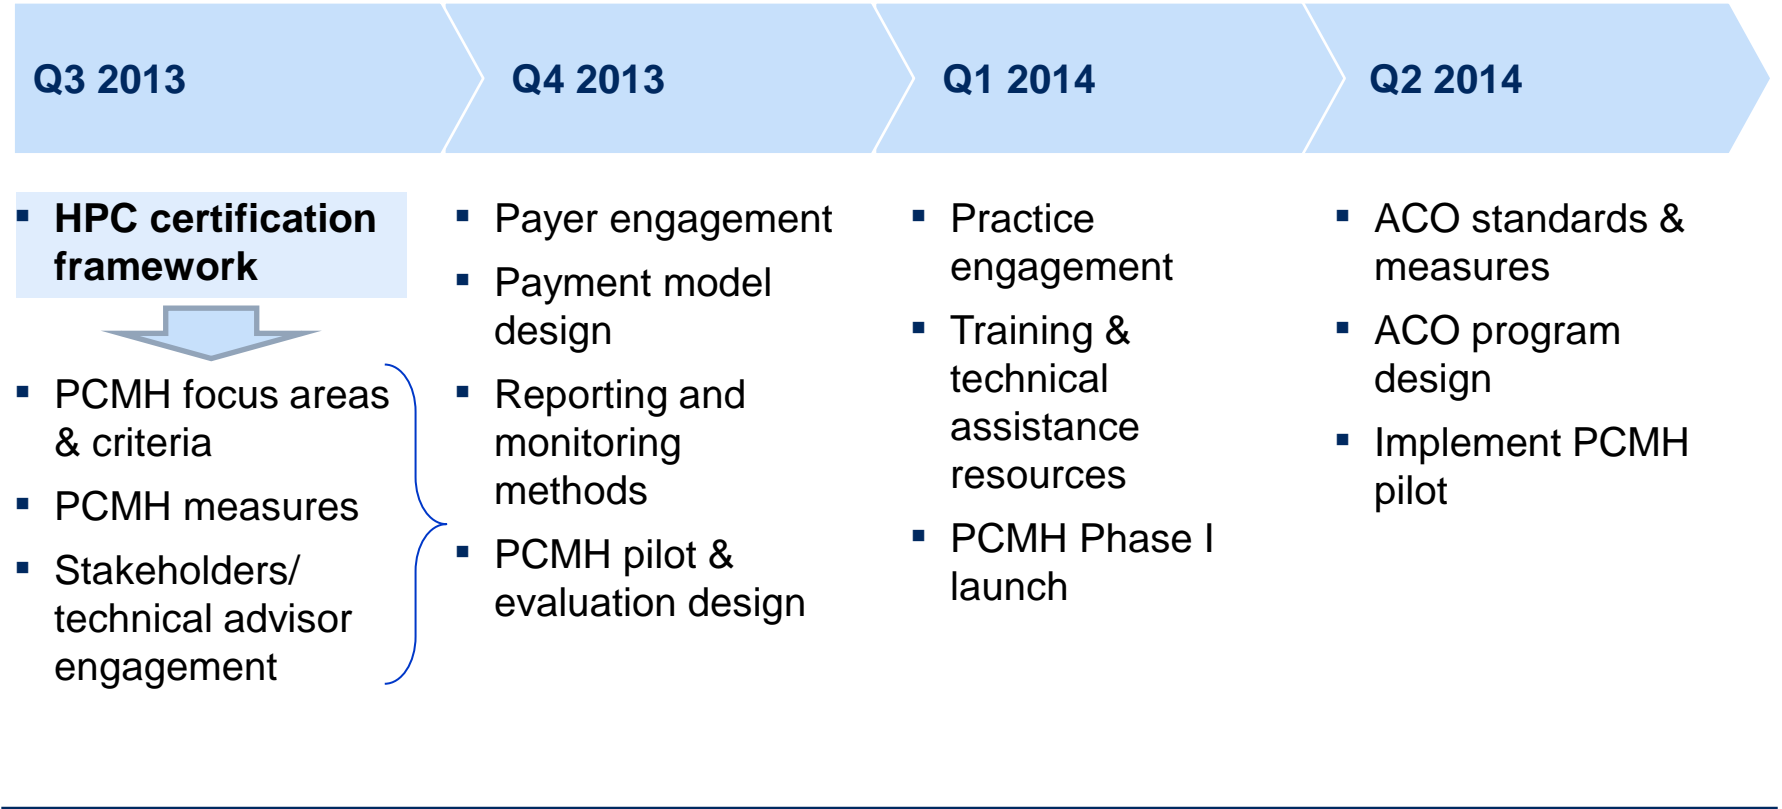 Q3 2013
Q4 2013
Q1 2014
Q2 2014
▪ HPC certification
framework
▪ PCMH focus areas
& criteria
▪ PCMH measures
▪ Stakeholders/
technical advisor
engagement
▪ Payer engagement
▪ Payment model
design
▪ Reporting and
monitoring
methods
▪ PCMH pilot &
evaluation design
▪ Practice
engagement
▪ Training &
technical
assistance
resources
▪ PCMH Phase I
launch
▪ ACO standards &
measures
▪ ACO program
design
▪ Implement PCMH
pilot